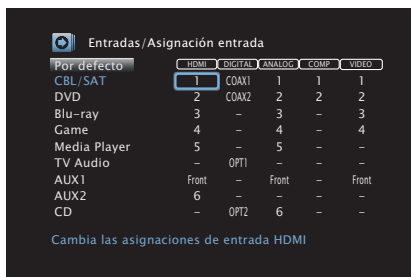 Entradas/Asignación entrada
Por defecto HDMI DIGITAL ANALOG COMP VIDEO
CBL/SAT 1 COAX1 1 1 1
DVD 2 COAX2 2 2 2
Blu-ray 3 – 3 – 3
Game 4 – 4 – 4
Media Player 5 – 5 – –
TV Audio – OPT1 – – –
AUX1 Front – Front – Front
AUX2 6 – – – –
CD – OPT2 6 – –
Cambia las asignaciones de entrada HDMI